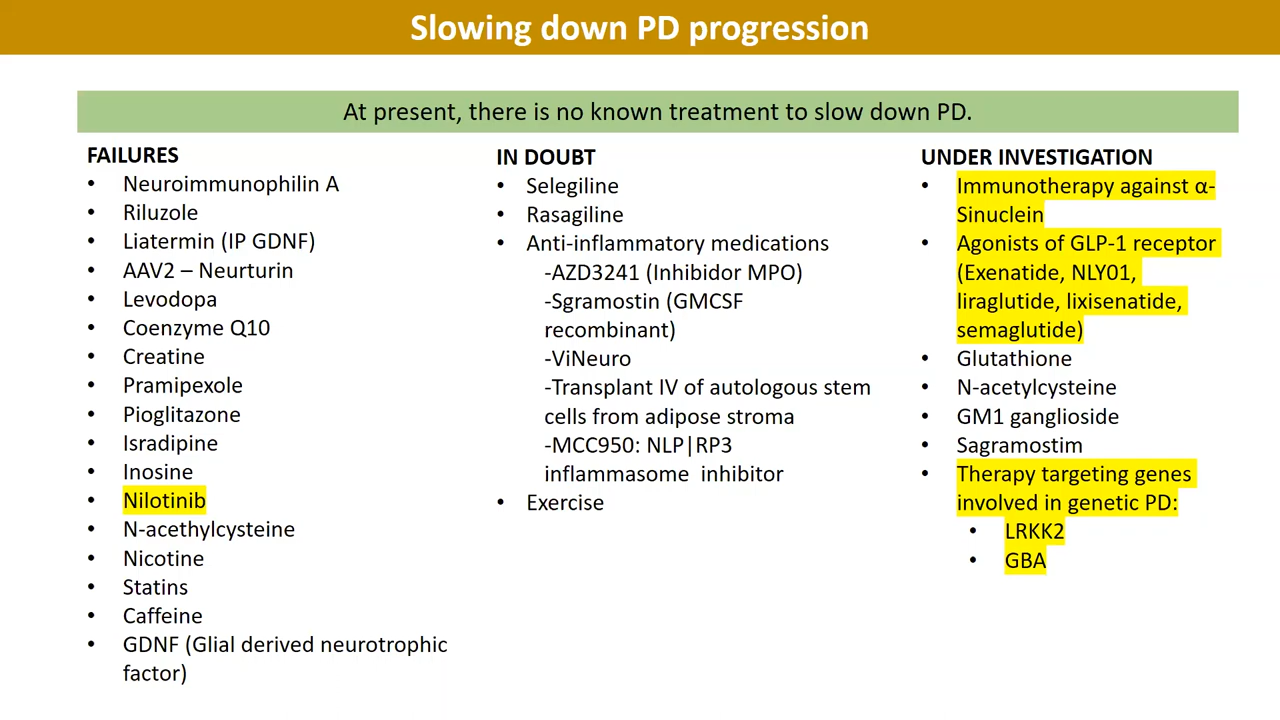 Slowing down PD progression
At present, there is no known treatment to slow down PD.
FAILURES
• Neuroimmunophilin A
• Riluzole
• Liatermin (IP GDNF)
• AAV2 – Neurturin
• Levodopa
• Coenzyme Q10
• Creatine
• Pramipexole
• Pioglitazone
• Isradipine
• Inosine
• Nilotinib
• N-acethylcysteine
• Nicotine
• Statins
• Caffeine
• GDNF (Glial derived neurotrophic
factor)
IN DOUBT
• Selegiline
• Rasagiline
• Anti-inflammatory medications
-AZD3241 (Inhibidor MPO)
-Sgramostin (GMCSF
recombinant)
-ViNeuro
-Transplant IV of autologous stem
cells from adipose stroma
-MCC950: NLP|RP3
inflammasome inhibitor
• Exercise
UNDER INVESTIGATION
• Immunotherapy against α-
Sinuclein
• Agonists of GLP-1 receptor
(Exenatide, NLY01,
liraglutide, lixisenatide,
semaglutide)
• Glutathione
• N-acetylcysteine
• GM1 ganglioside
• Sagramostim
• Therapy targeting genes
involved in genetic PD:
• LRKK2
• GBA